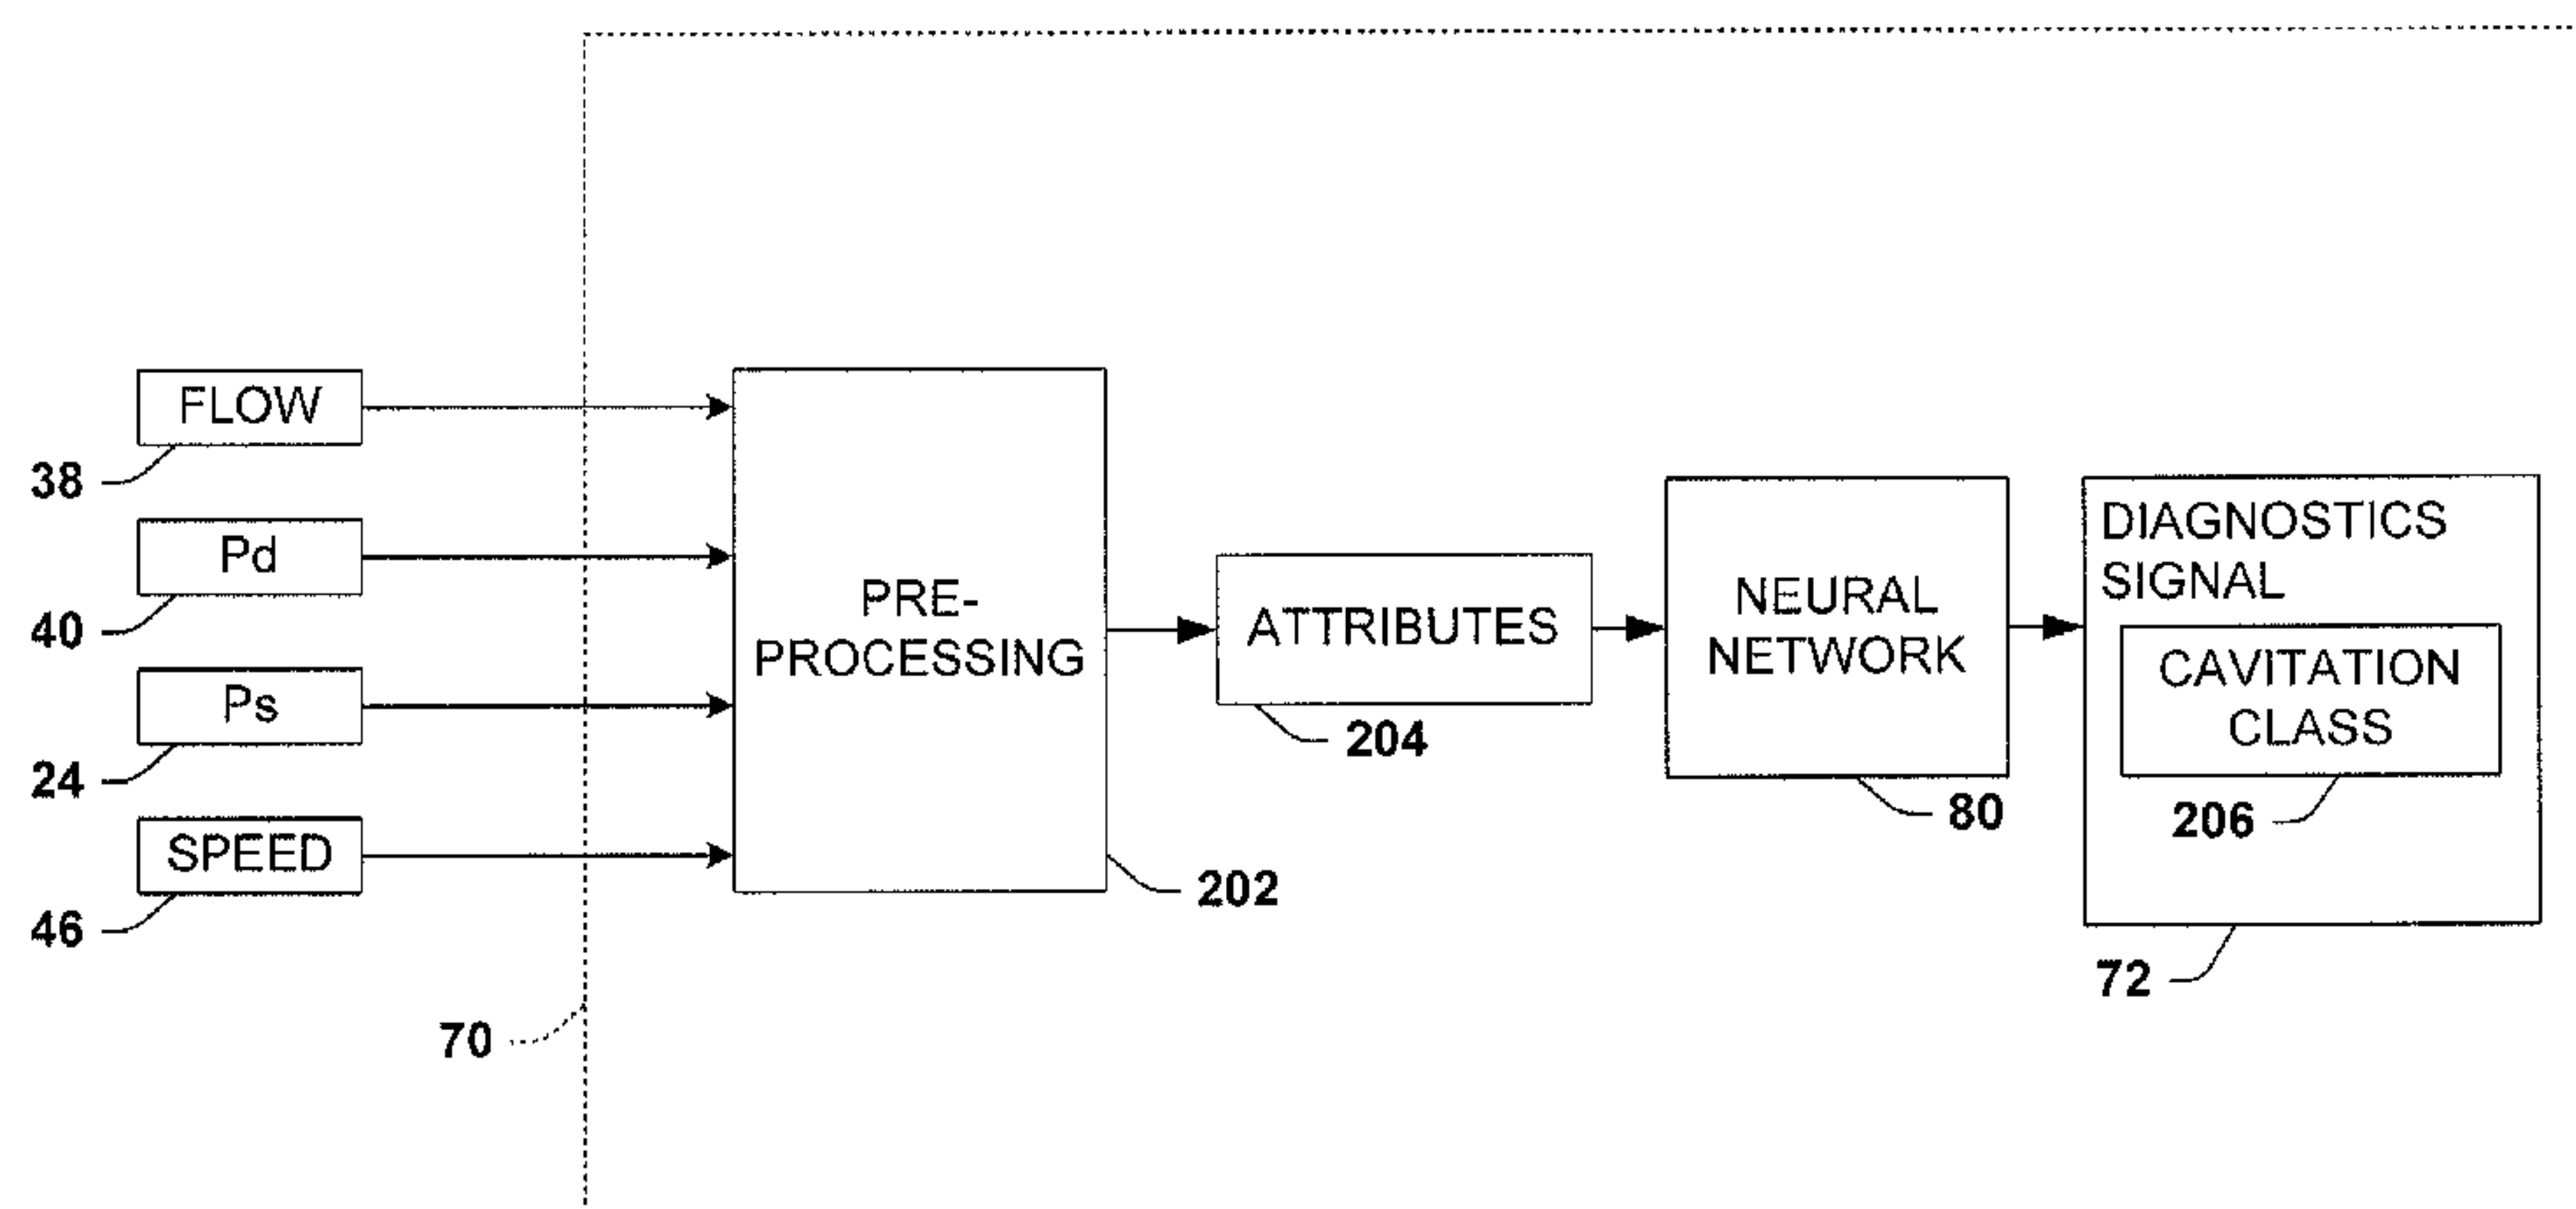 FLOW
38
Pd
40
Ps
24
SPEED
46
70
PRE-
PROCESSING
202
ATTRIBUTES
204
NEURAL
NETWORK
80
DIAGNOSTICS
SIGNAL
CAVITATION
CLASS
206
72